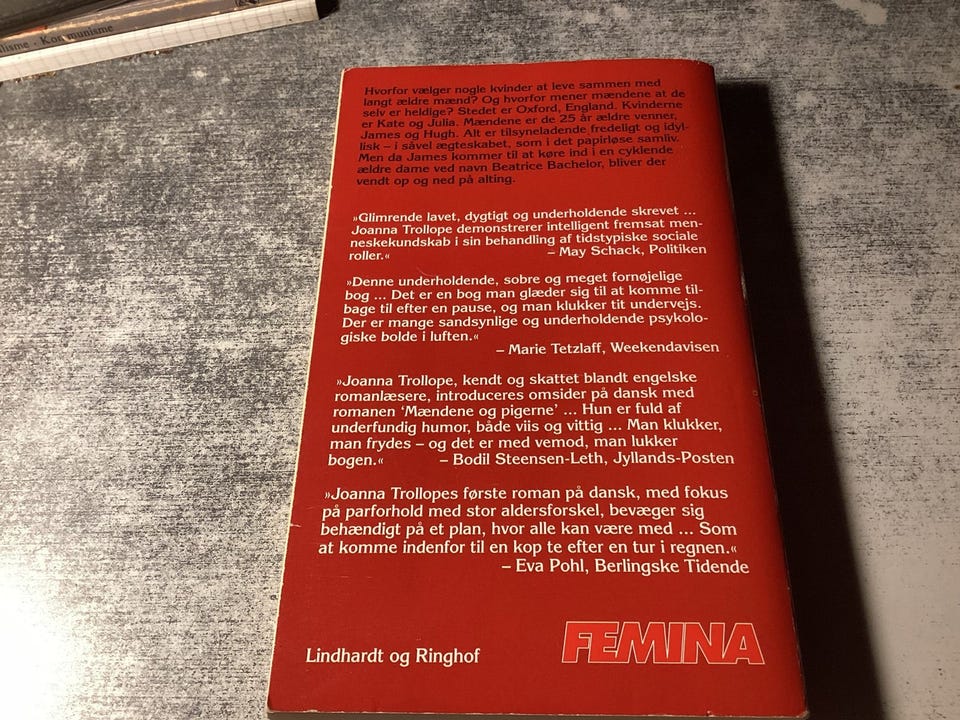 lisme · Kommunisme
Hvorfor vælger nogle kvinder at leve sammen med
langt ældre mænd? Og hvorfor mener mændene at de
selv er heldige? Stedet er Oxford, England. Kvinderne
er Kate og Julia. Mændene er de 25 år ældre venner,
James og Hugh. Alt er tilsyneladende fredeligt og idyl-
lisk – i såvel ægteskabet, som i det papirløse samliv.
Men da James kommer til at køre ind i en cyklende
ældre dame ved navn Beatrice Bachelor, bliver der
vendt op og ned på alting.
»Glimrende lavet, dygtigt og underholdende skrevet ...
Joanna Trollope demonstrerer intelligent fremsat men-
neskekundskab i sin behandling af tidstypiske sociale
roller.« – May Schack, Politiken
»Denne underholdende, sobre og meget fornøjelige
bog ... Det er en bog man glæder sig til at komme til-
bage til efter en pause, og man klukker tit undervejs.
Der er mange sandsynlige og underholdende psykolo-
giske bolde i luften.«
– Marie Tetzlaff, Weekendavisen
»Joanna Trollope, kendt og skattet blandt engelske
romanlæsere, introduceres omsider på dansk med
romanen ‘Mændene og pigerne’ ... Hun er fuld af
underfundig humor, både viis og vittig ... Man klukker,
man frydes – og det er med vemod, man lukker
bogen.« – Bodil Steensen-Leth, Jyllands-Posten
»Joanna Trollopes første roman på dansk, med fokus
på parforhold med stor aldersforskel, bevæger sig
behændigt på et plan, hvor alle kan være med ... Som
at komme indenfor til en kop te efter en tur i regnen.«
– Eva Pohl, Berlingske Tidende
Lindhardt og Ringhof
FEMINA